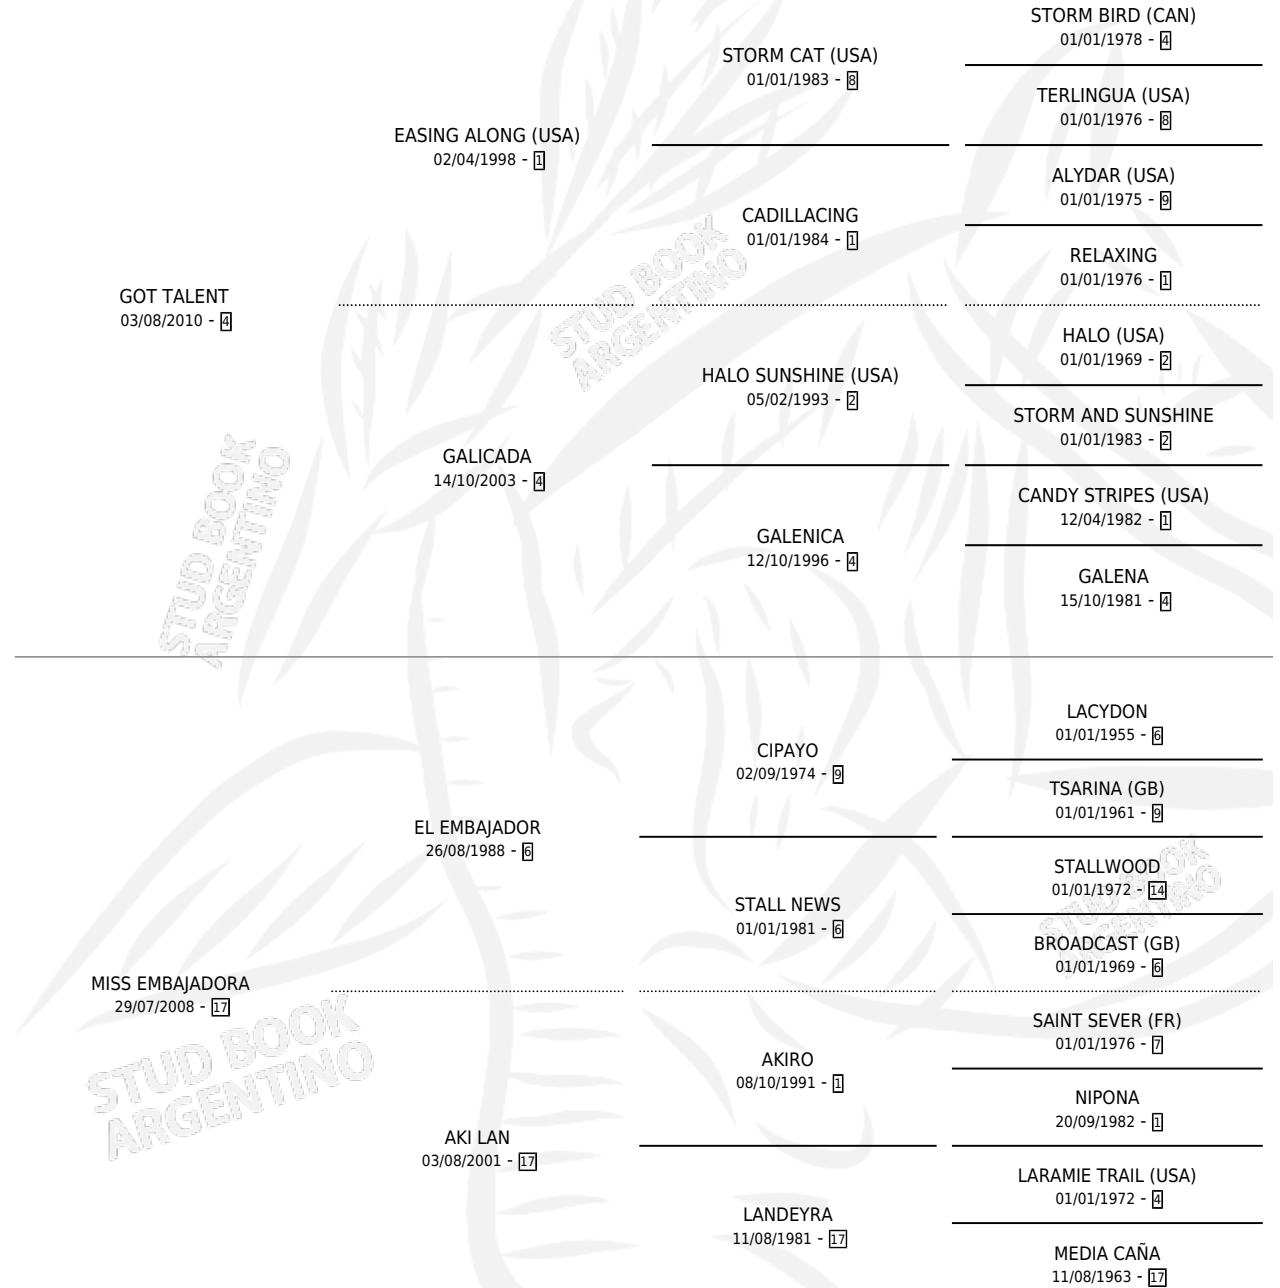 STORM BIRD (CAN)
01/01/1978 - 4
STORM CAT (USA)
01/01/1983 - 8
TERLINGUA (USA)
01/01/1976 - 8
EASING ALONG (USA)
02/04/1998 - 1
ALYDAR (USA)
01/01/1975 - 9
CADILLACING
01/01/1984 - 1
RELAXING
01/01/1976 - 1
GOT TALENT
03/08/2010 - 4
HALO (USA)
01/01/1969 - 2
HALO SUNSHINE (USA)
05/02/1993 - 2
STORM AND SUNSHINE
01/01/1983 - 2
GALICADA
14/10/2003 - 4
CANDY STRIPES (USA)
12/04/1982 - 1
GALENICA
12/10/1996 - 4
GALENA
15/10/1981 - 4
STUD BOOK
ARGENTINO
STUD BOOK
ARGENTINO
LACYDON
01/01/1955 - 6
CIPAYO
02/09/1974 - 9
TSARINA (GB)
01/01/1961 - 9
EL EMBAJADOR
26/08/1988 - 6
STALLWOOD
01/01/1972 - 14
STALL NEWS
01/01/1981 - 6
BROADCAST (GB)
01/01/1969 - 6
STUD BOOK
ARGENTINO
MISS EMBAJADORA
29/07/2008 - 17
SAINT SEVER (FR)
01/01/1976 - 7
AKIRO
08/10/1991 - 1
NIPONA
20/09/1982 - 1
AKI LAN
03/08/2001 - 17
LARAMIE TRAIL (USA)
01/01/1972 - 4
LANDEYRA
11/08/1981 - 17
MEDIA CAÑA
11/08/1963 - 17
STUD BOOK
ARGENTINO